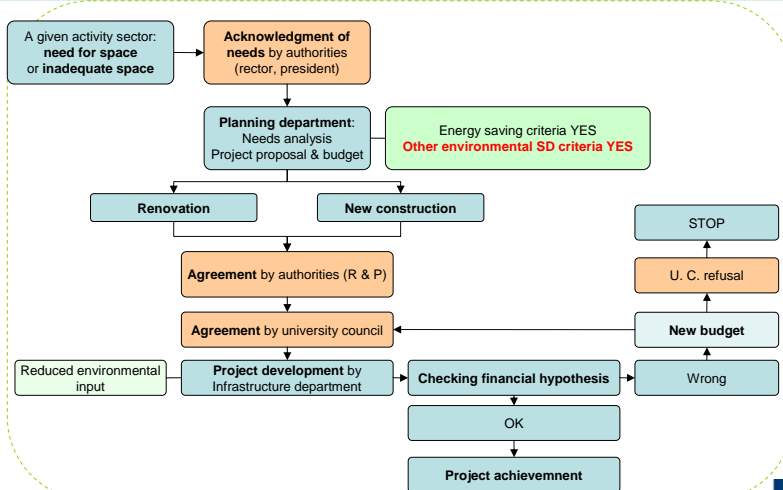 A given activity sector:
need for space
or inadequate space
Acknowledgment of
needs by authorities
(rector, president)
Planning department:
Needs analysis
Project proposal & budget
Energy saving criteria YES
Other environmental SD criteria YES
Renovation
New construction
STOP
Agreement by authorities (R & P)
U. C. refusal
Agreement by university council
New budget
Reduced environmental
input
Project development by
Infrastructure department
Checking financial hypothesis
Wrong
OK
Project achievemnent